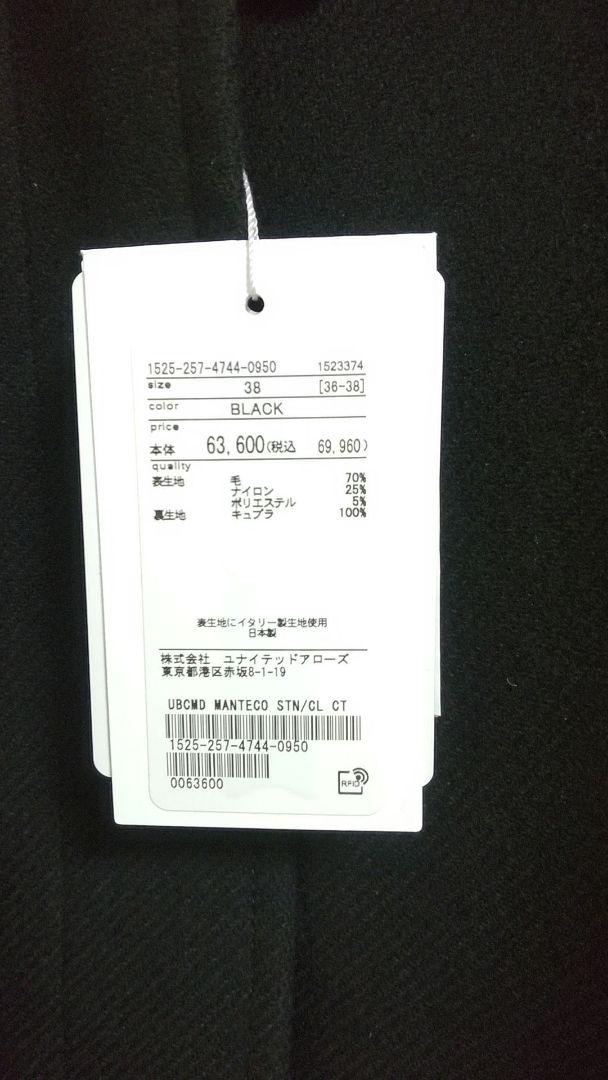 1525-257-4744-0950 1523374
size 38 [36-38]
color BLACK
price
本体 63,600(税込 69,960)
quality
表生地 毛 70%
ナイロン 25%
ポリエステル 5%
裏生地 キュプラ 100%
表生地にイタリー製生地使用
日本製
株式会社 ユナイテッドアローズ
東京都港区赤坂8-1-19
UBCMD MANTECO STN/CL CT
1525-257-4744-0950
0063600
RFID